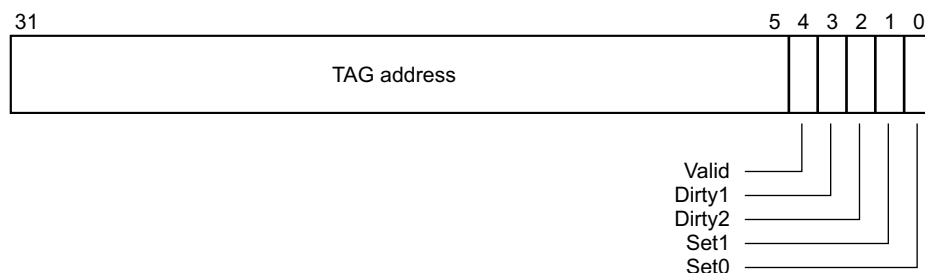 31 5 4 3 2 1 0
TAG address
Valid
Dirty1
Dirty2
Set1
Set0